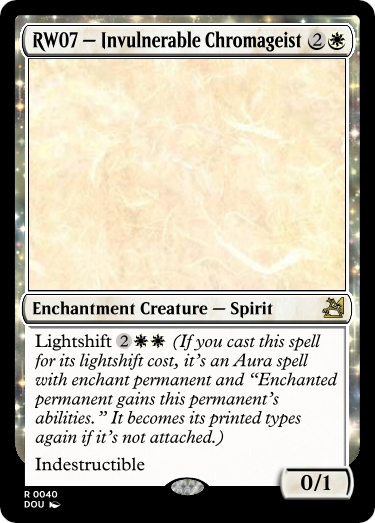 RW07 — Invulnerable Chromageist 2
Enchantment Creature — Spirit
Lightshift 2 (If you cast this spell
for its lightshift cost, it's an Aura spell
with enchant permanent and “Enchanted
permanent gains this permanent's
abilities.” It becomes its printed types
again if it's not attached.)
Indestructible
0/1
R 0040
DOU